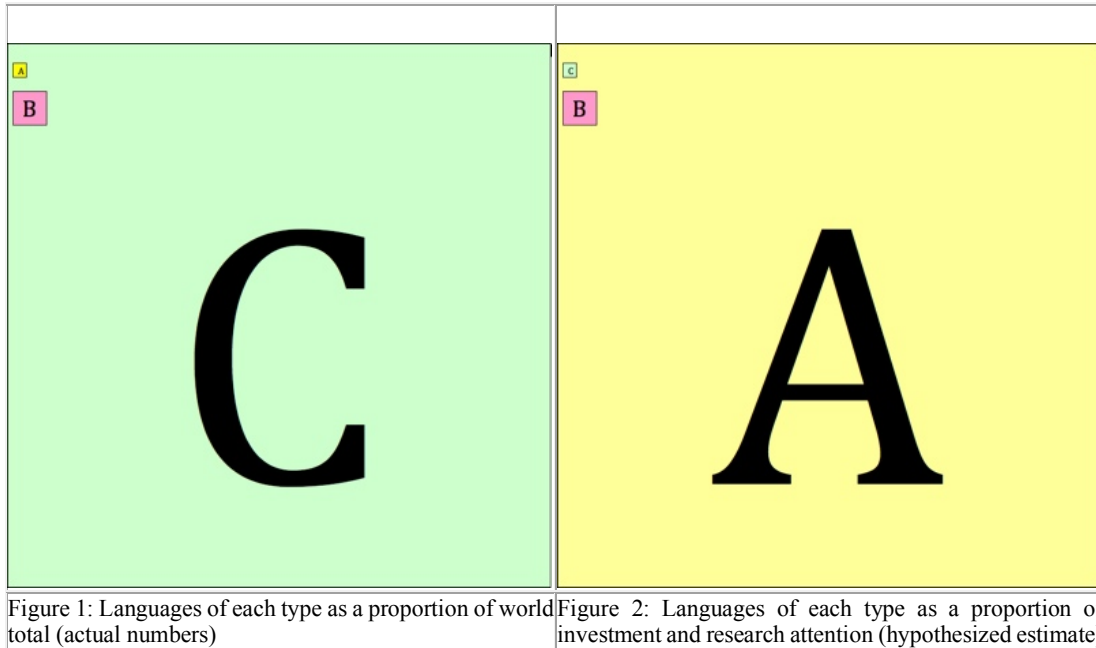 A
B
C
Figure 1: Languages of each type as a proportion of world
total (actual numbers)
C
B
A
Figure 2: Languages of each type as a proportion o
investment and research attention (hypothesized estimate